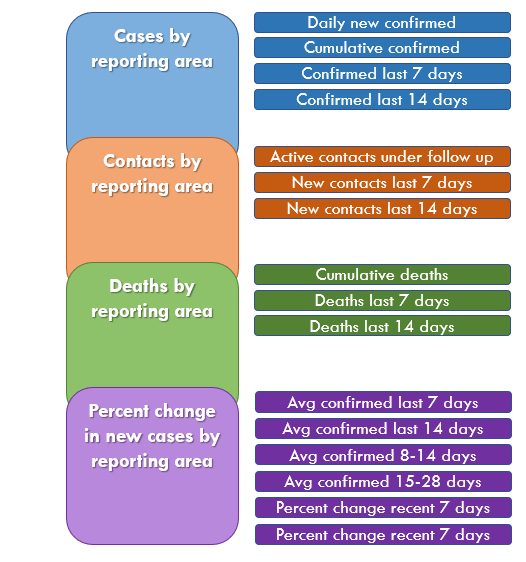 Cases by
reporting area
Daily new confirmed
Cumulative confirmed
Confirmed last 7 days
Confirmed last 14 days
Contacts by
reporting area
Active contacts under follow up
New contacts last 7 days
New contacts last 14 days
Deaths by
reporting area
Cumulative deaths
Deaths last 7 days
Deaths last 14 days
Percent change
in new cases by
reporting area
Avg confirmed last 7 days
Avg confirmed last 14 days
Avg confirmed 8-14 days
Avg confirmed 15-28 days
Percent change recent 7 days
Percent change recent 7 days